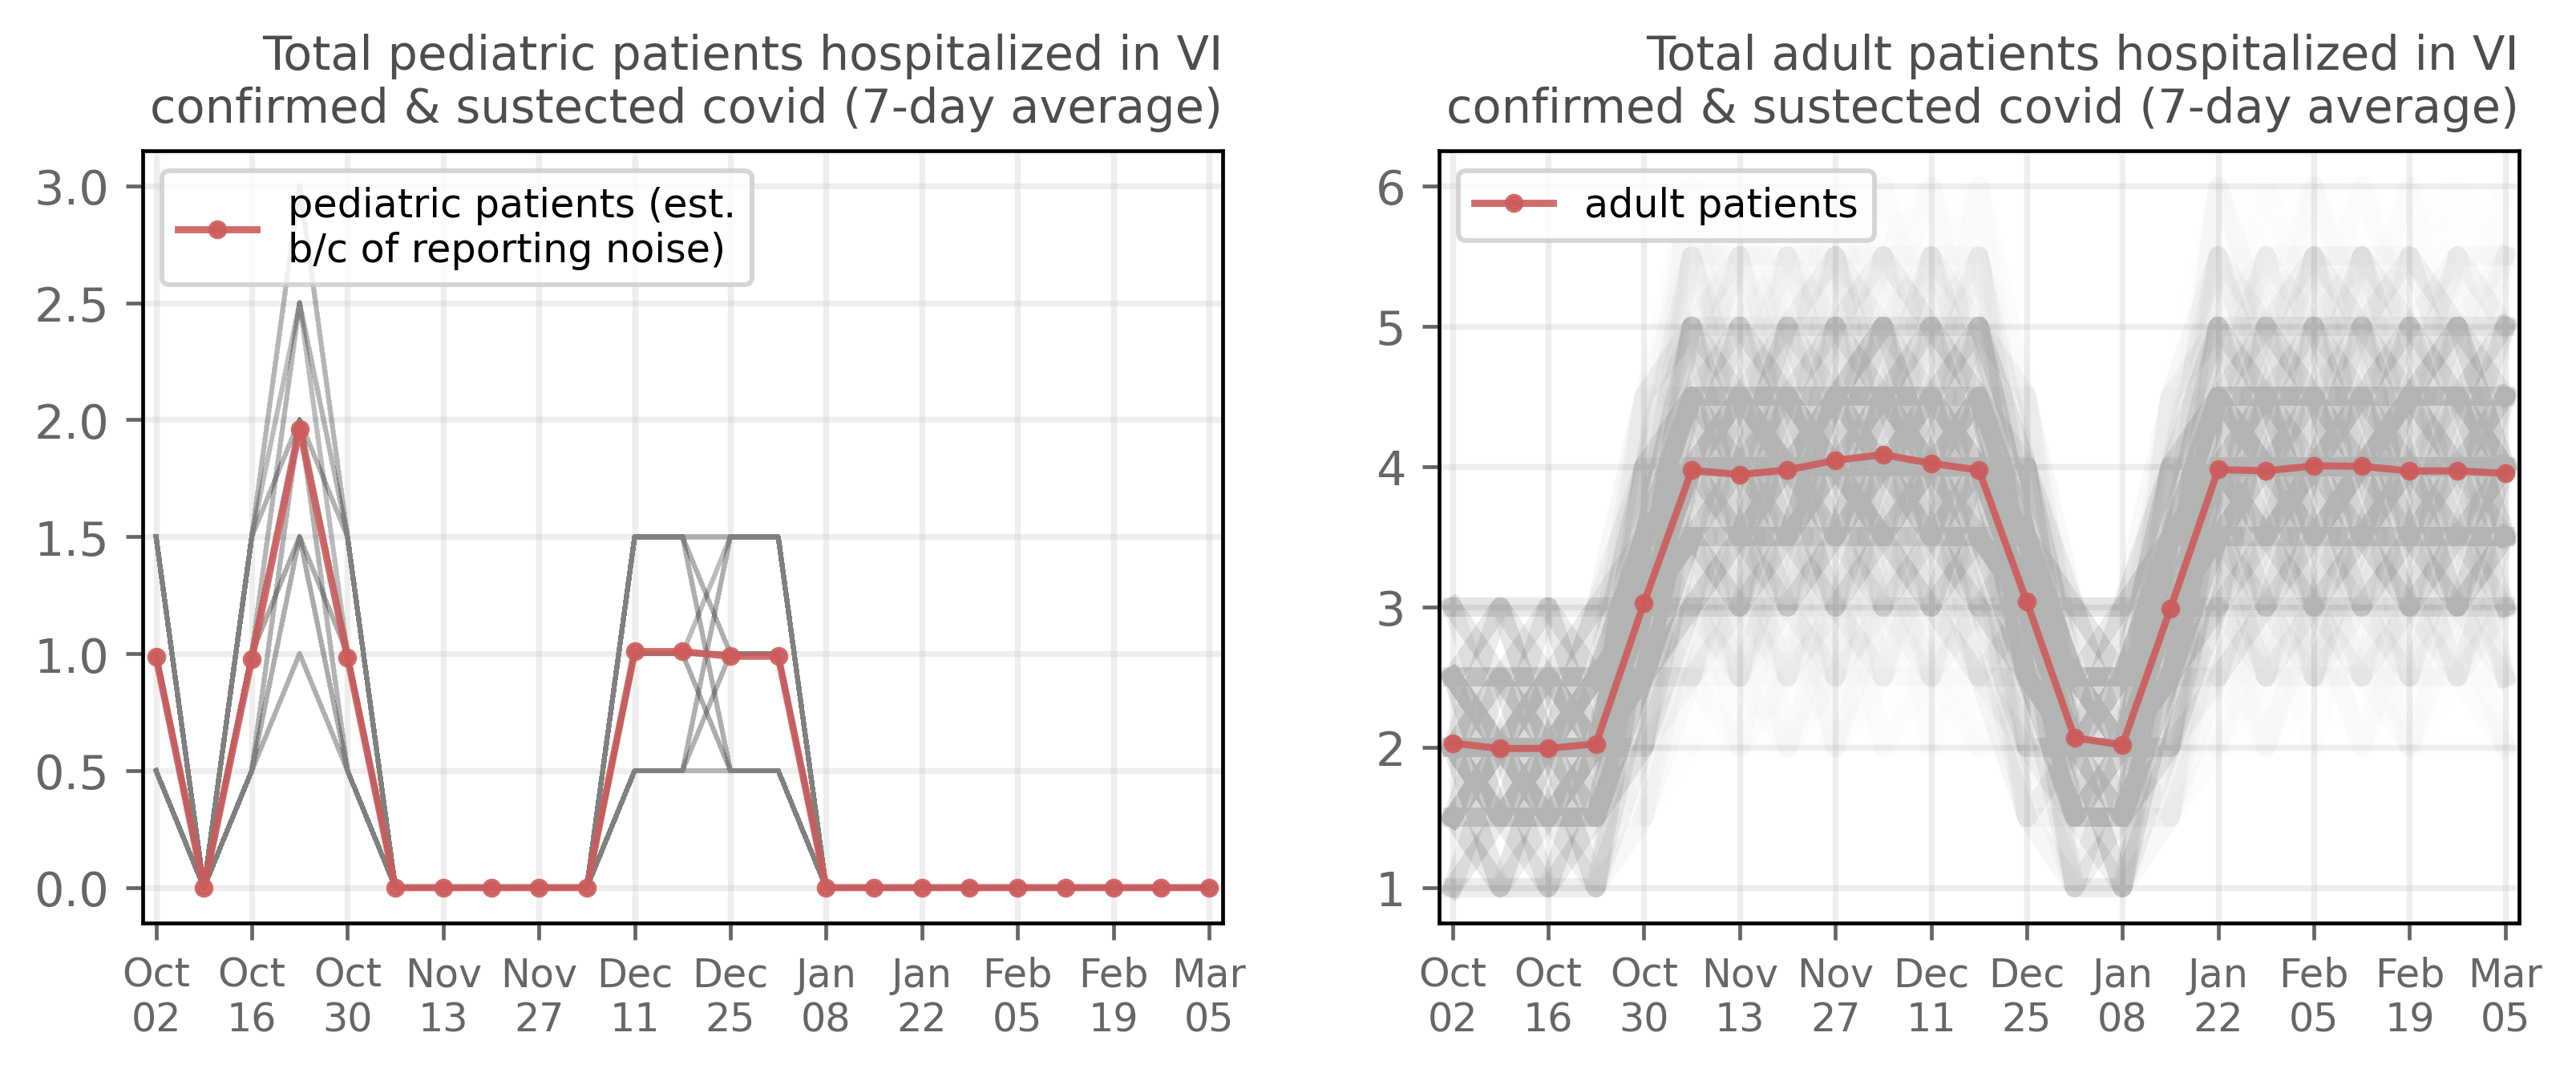 Total pediatric patients hospitalized in VI
confirmed & sustected covid (7-day average)
pediatric patients (est.
b/c of reporting noise)
3.0
2.5
2.0
1.5
1.0
0.5
0.0
Oct Oct Oct Nov Nov Dec Dec Jan Jan Feb Feb Mar
02 16 30 13 27 11 25 08 22 05 19 05
Total adult patients hospitalized in VI
confirmed & sustected covid (7-day average)
adult patients
6
5
4
3
2
1
Oct Oct Oct Nov Nov Dec Dec Jan Jan Feb Feb Mar
02 16 30 13 27 11 25 08 22 05 19 05